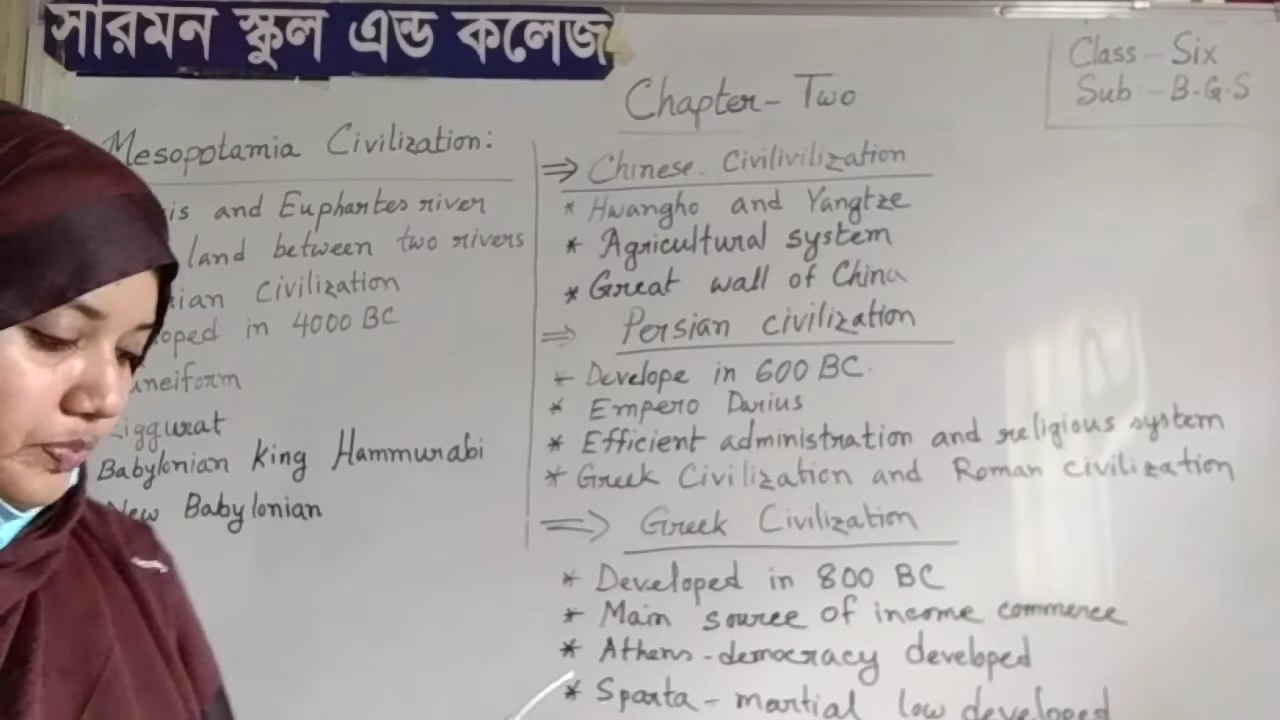 সারমন স্কুল এন্ড কলেজ
Class - Six
Sub - B.G.S
Chapter - Two
Mesopotamia Civilization:
and Euphartes river
land between two rivers
Civilization
in 4000 BC
Babylonian King Hammurabi
New Babylonian
⇒ Chinese Civilivilization
* Hwangho and Yangtze
* Agricultural system
* Great wall of China
⇒ Persian civilization
* Develope in 600 BC.
* Empero Darius
* Efficient administration and religious system
* Greek Civilization and Roman civilization
⇒ Greek Civilization
* Developed in 800 BC
* Main source of income commerce
* Athens - democracy developed
* Sparta - martial low developed